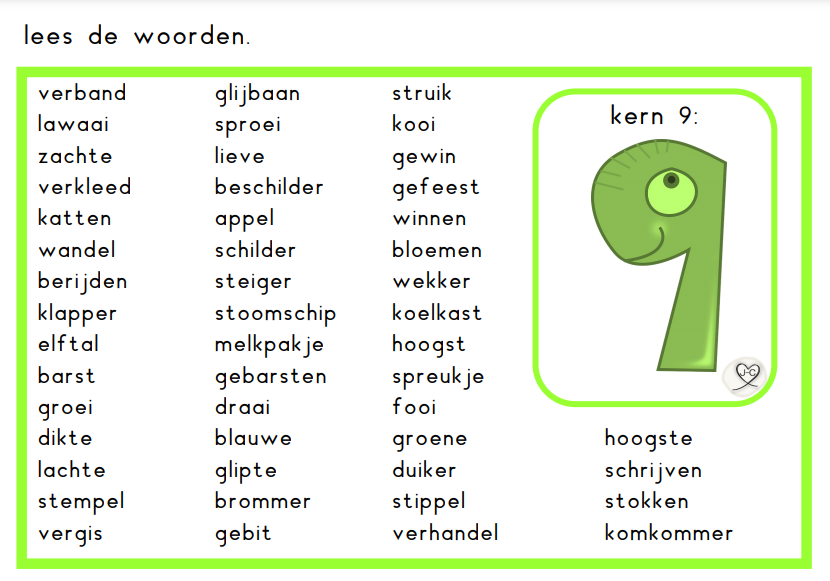 lees de woorden.
verband glijbaan struik
kern 9:
lawaai sproei kooi
zachte lieve gewin
verkleed beschilder gefeest
katten appel winnen
wandel schilder bloemen
berijden steiger wekker
klapper stoomschip koelkast
elftal melkpakje hoogst
barst gebarsten spreukje
J-C
groei draai fooi
dikte blauwe groene hoogste
lachte glipte duiker schrijven
stempel brommer stippel stokken
vergis gebit verhandel komkommer